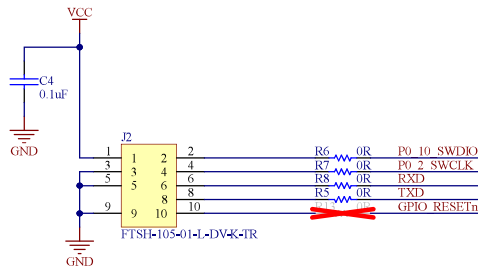 VCC
C4
0.1uF
GND
J2
1 1 2 2 R6 0R P0_10_SWDIO
3 3 4 4 R7 0R P0_2_SWCLK
5 5 6 6 R8 0R RXD
8 8 R5 0R TXD
9 9 10 10 R13 0R GPIO_RESETn
FTSH-105-01-L-DV-K-TR
GND